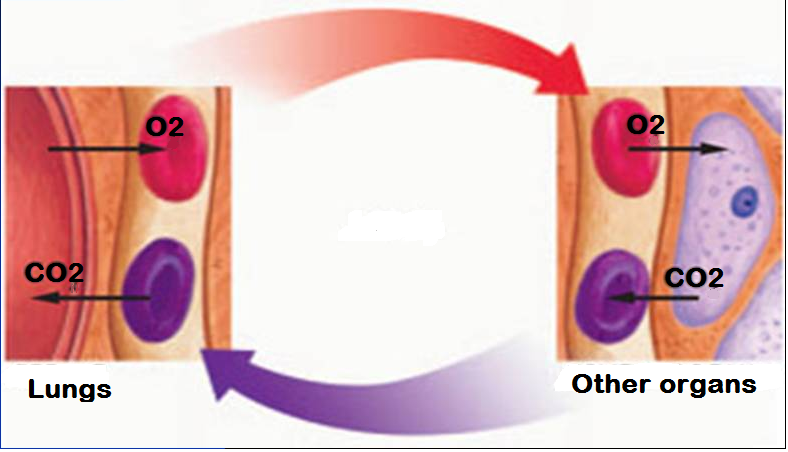 O2
CO2
Lungs
O2
CO2
Other organs